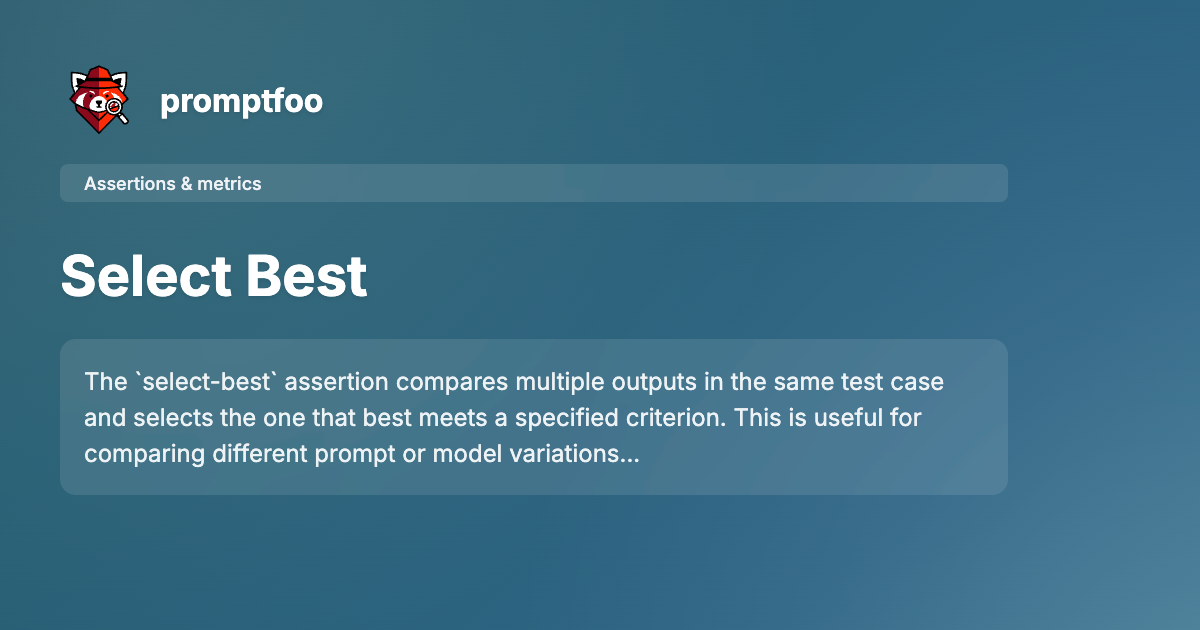 promptfoo
Assertions & metrics
Select Best
The `select-best` assertion compares multiple outputs in the same test case
and selects the one that best meets a specified criterion. This is useful for
comparing different prompt or model variations...